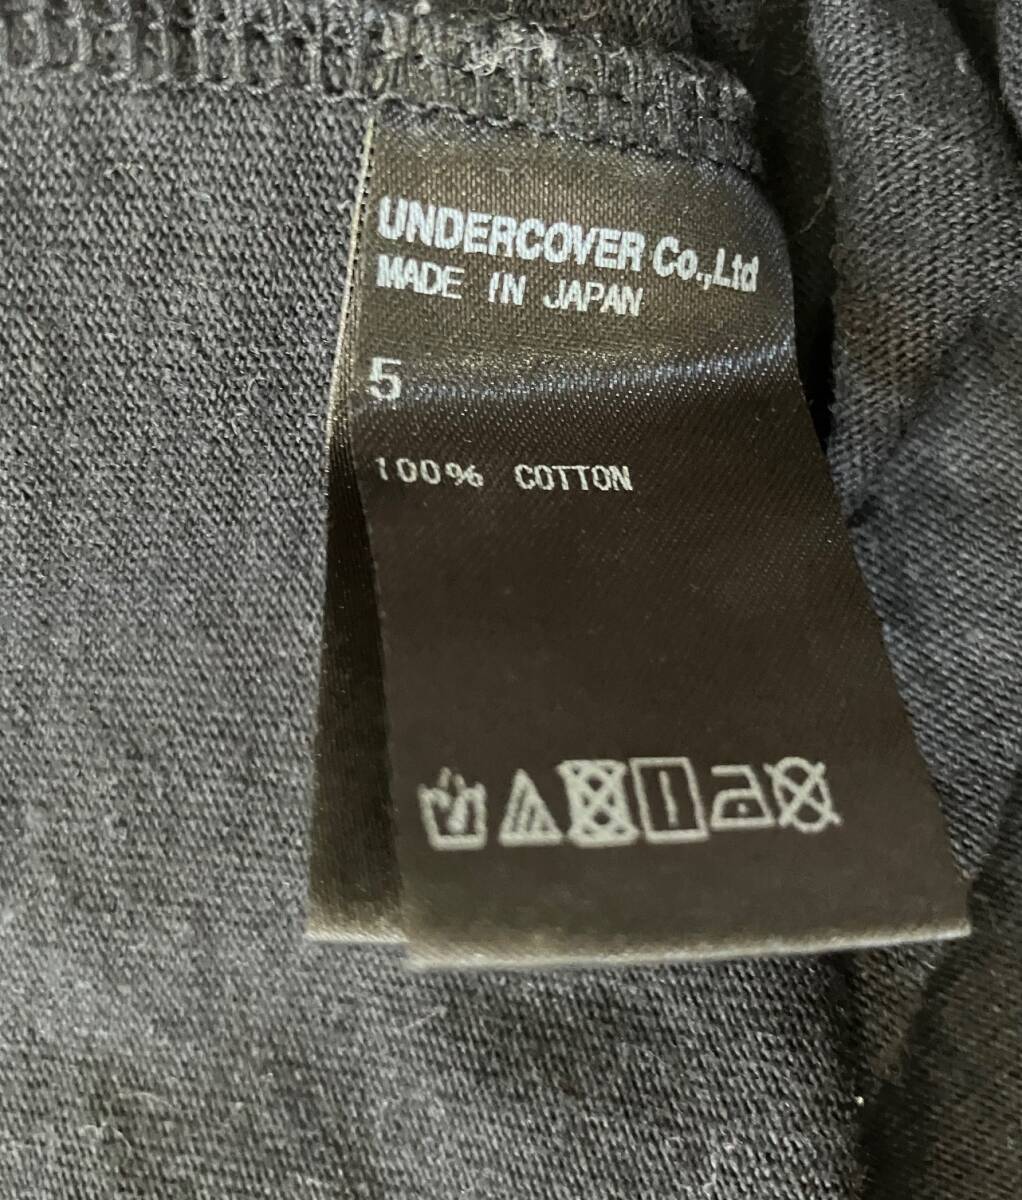 UNDERCOVER Co.,Ltd
MADE IN JAPAN
5
100% COTTON